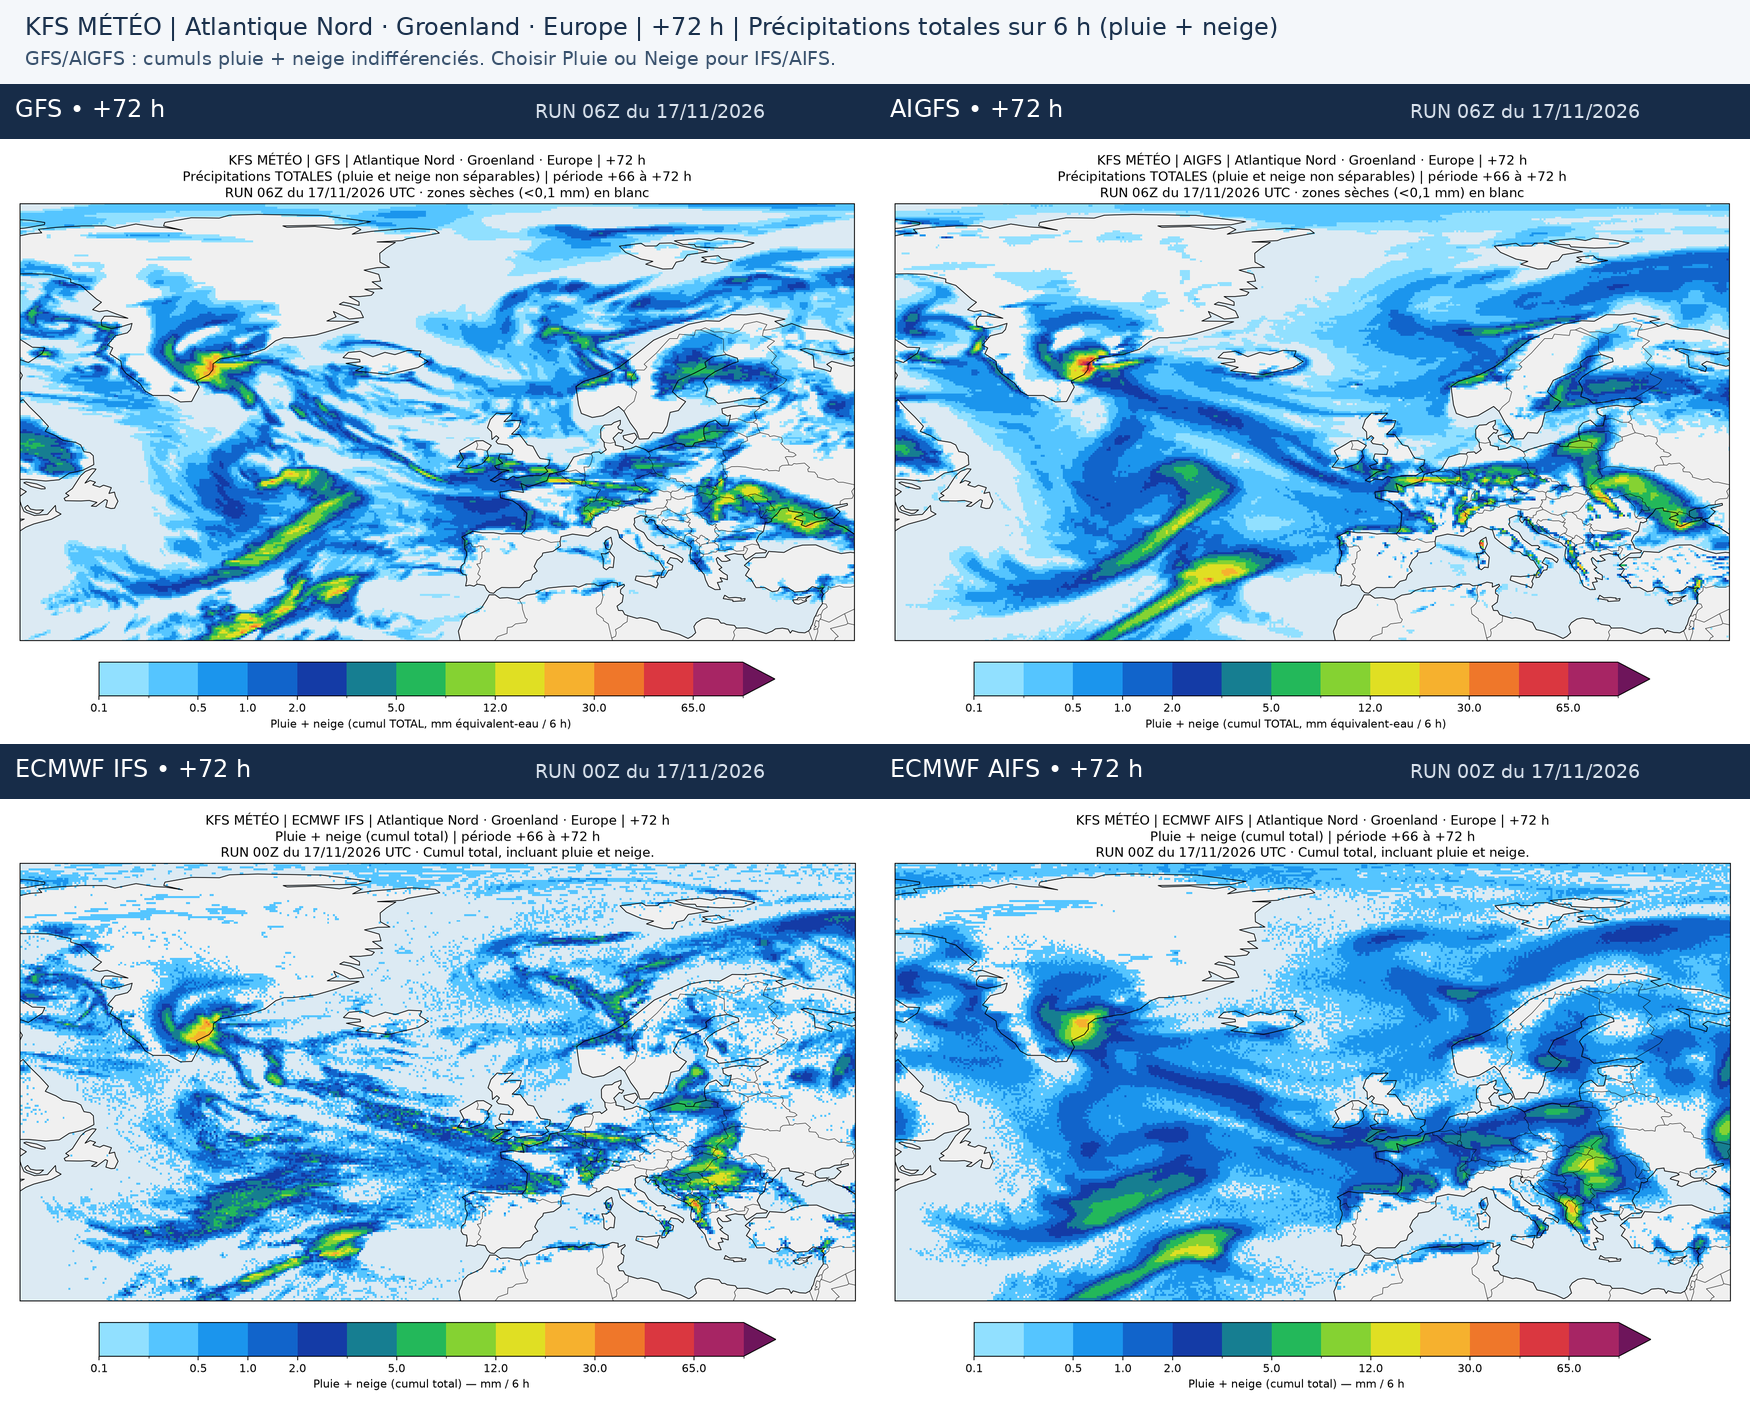 KFS MÉTÉO | Atlantique Nord · Groenland · Europe | +72 h | Précipitations totales sur 6 h (pluie + neige)
GFS/AIGFS : cumuls pluie + neige indifférenciés. Choisir Pluie ou Neige pour IFS/AIFS.
GFS • +72 h
RUN 06Z du 17/11/2026
AIGFS • +72 h
RUN 06Z du 17/11/2026
KFS MÉTÉO | GFS | Atlantique Nord · Groenland · Europe | +72 h
Précipitations TOTALES (pluie et neige non séparables) | période +66 à +72 h
RUN 06Z du 17/11/2026 UTC · zones sèches (<0,1 mm) en blanc
KFS MÉTÉO | AIGFS | Atlantique Nord · Groenland · Europe | +72 h
Précipitations TOTALES (pluie et neige non séparables) | période +66 à +72 h
RUN 06Z du 17/11/2026 UTC · zones sèches (<0,1 mm) en blanc
0.1 0.5 1.0 2.0 5.0 12.0 30.0 65.0
Pluie + neige (cumul TOTAL, mm équivalent-eau / 6 h)
0.1 0.5 1.0 2.0 5.0 12.0 30.0 65.0
Pluie + neige (cumul TOTAL, mm équivalent-eau / 6 h)
ECMWF IFS • +72 h
RUN 00Z du 17/11/2026
ECMWF AIFS • +72 h
RUN 00Z du 17/11/2026
KFS MÉTÉO | ECMWF IFS | Atlantique Nord · Groenland · Europe | +72 h
Pluie + neige (cumul total) | période +66 à +72 h
RUN 00Z du 17/11/2026 UTC · Cumul total, incluant pluie et neige.
KFS MÉTÉO | ECMWF AIFS | Atlantique Nord · Groenland · Europe | +72 h
Pluie + neige (cumul total) | période +66 à +72 h
RUN 00Z du 17/11/2026 UTC · Cumul total, incluant pluie et neige.
0.1 0.5 1.0 2.0 5.0 12.0 30.0 65.0
Pluie + neige (cumul total) — mm / 6 h
0.1 0.5 1.0 2.0 5.0 12.0 30.0 65.0
Pluie + neige (cumul total) — mm / 6 h